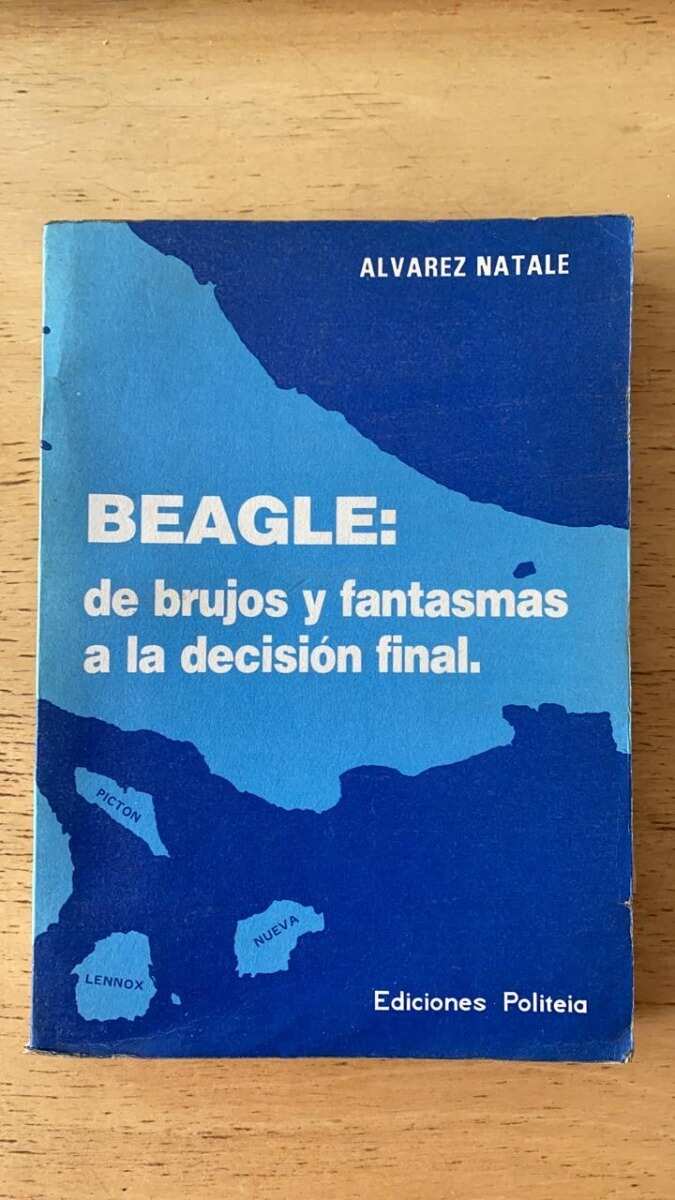 ALVAREZ NATALE
BEAGLE:
de brujos y fantasmas
a la decisión final.
PICTON
NUEVA
LENNOX
Ediciones Politeia